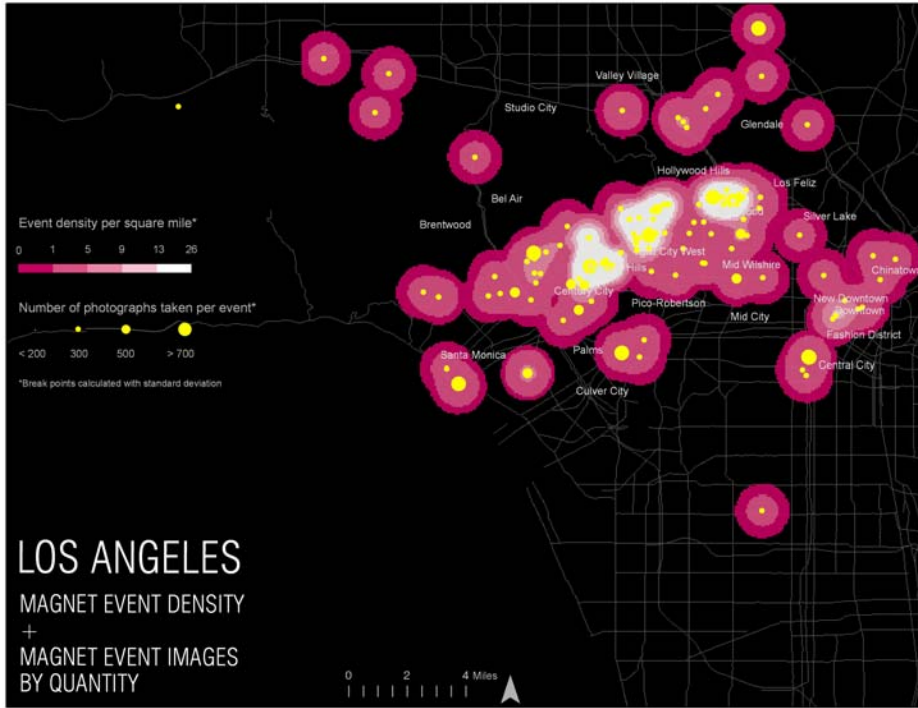 Valley Village
Studio City
Glendale
Hollywood Hills
Los Feliz
Bel Air
Brentwood
Silver Lake
City West
Hills
Mid Wilshire
Century City
Chinatown
Pico-Robertson
New Downtown
Downtown
Mid City
Fashion District
Santa Monica
Palms
Central City
Culver City
Event density per square mile*
0 1 5 9 13 26
Number of photographs taken per event*
< 200 300 500 > 700
*Break points calculated with standard deviation
LOS ANGELES
MAGNET EVENT DENSITY
+
MAGNET EVENT IMAGES
BY QUANTITY
0 2 4 Miles